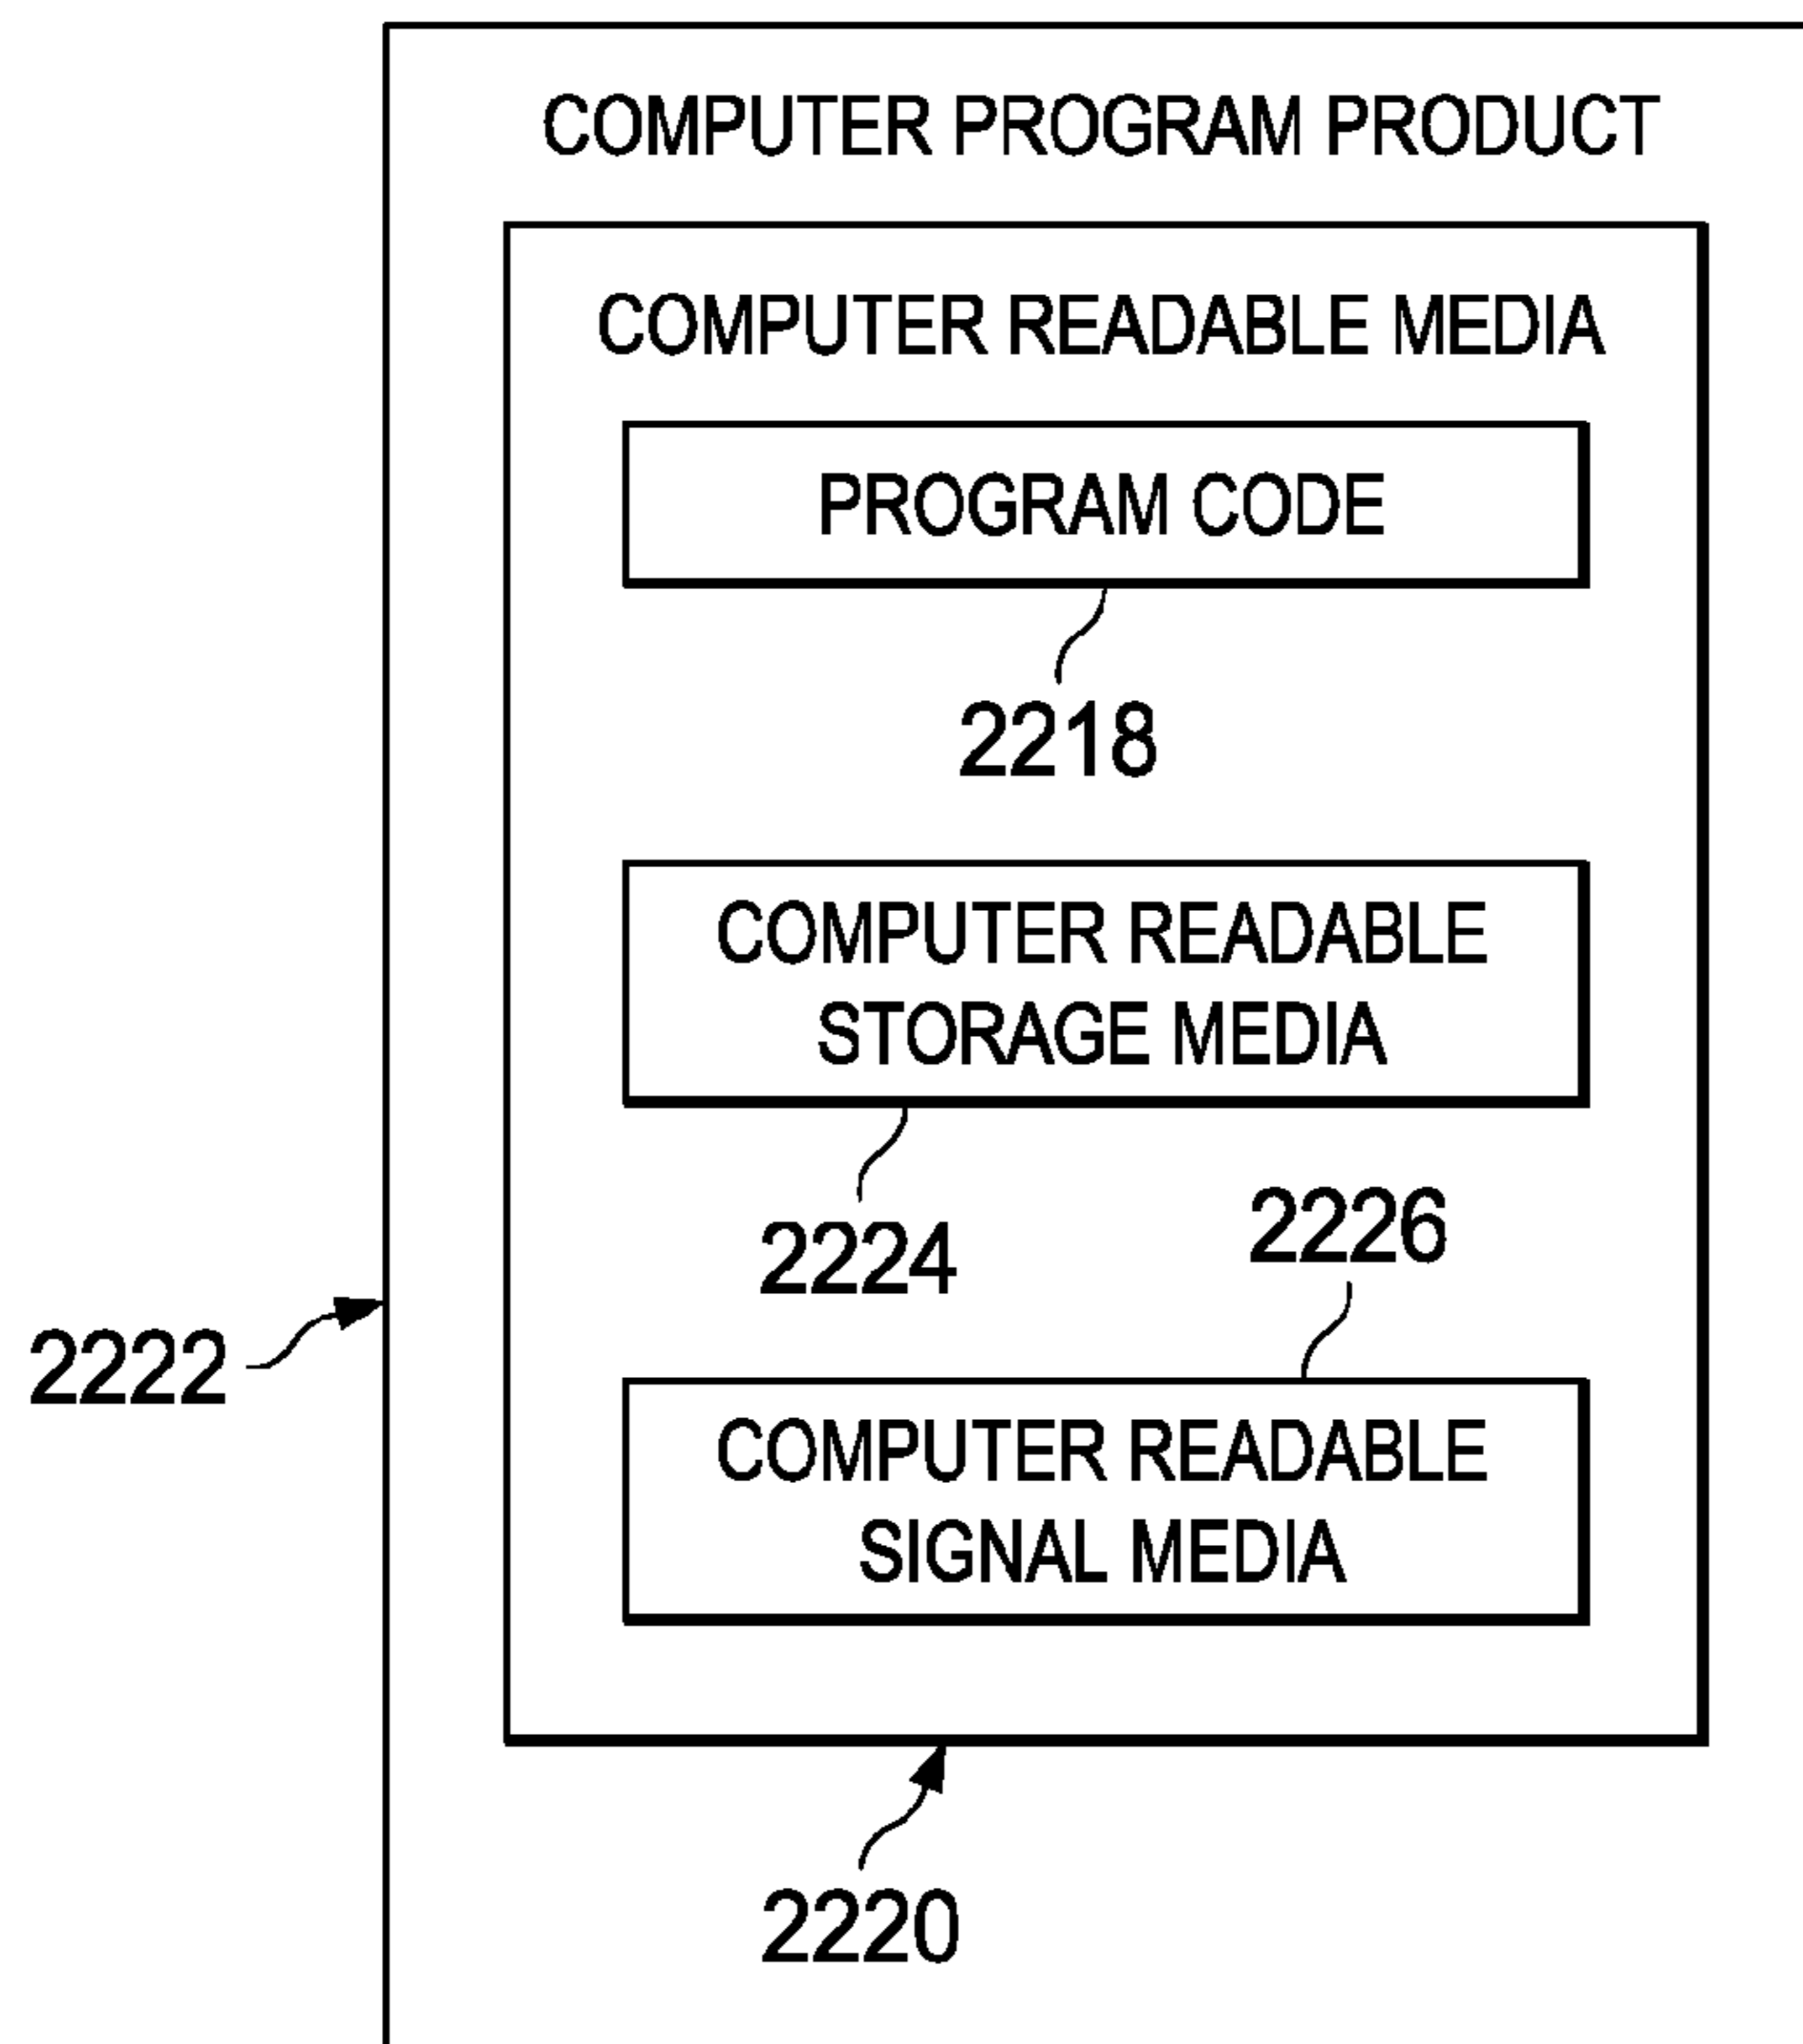 COMPUTER PROGRAM PRODUCT
COMPUTER READABLE MEDIA
PROGRAM CODE
2218
COMPUTER READABLE
STORAGE MEDIA
2224
2226
2222
COMPUTER READABLE
SIGNAL MEDIA
2220